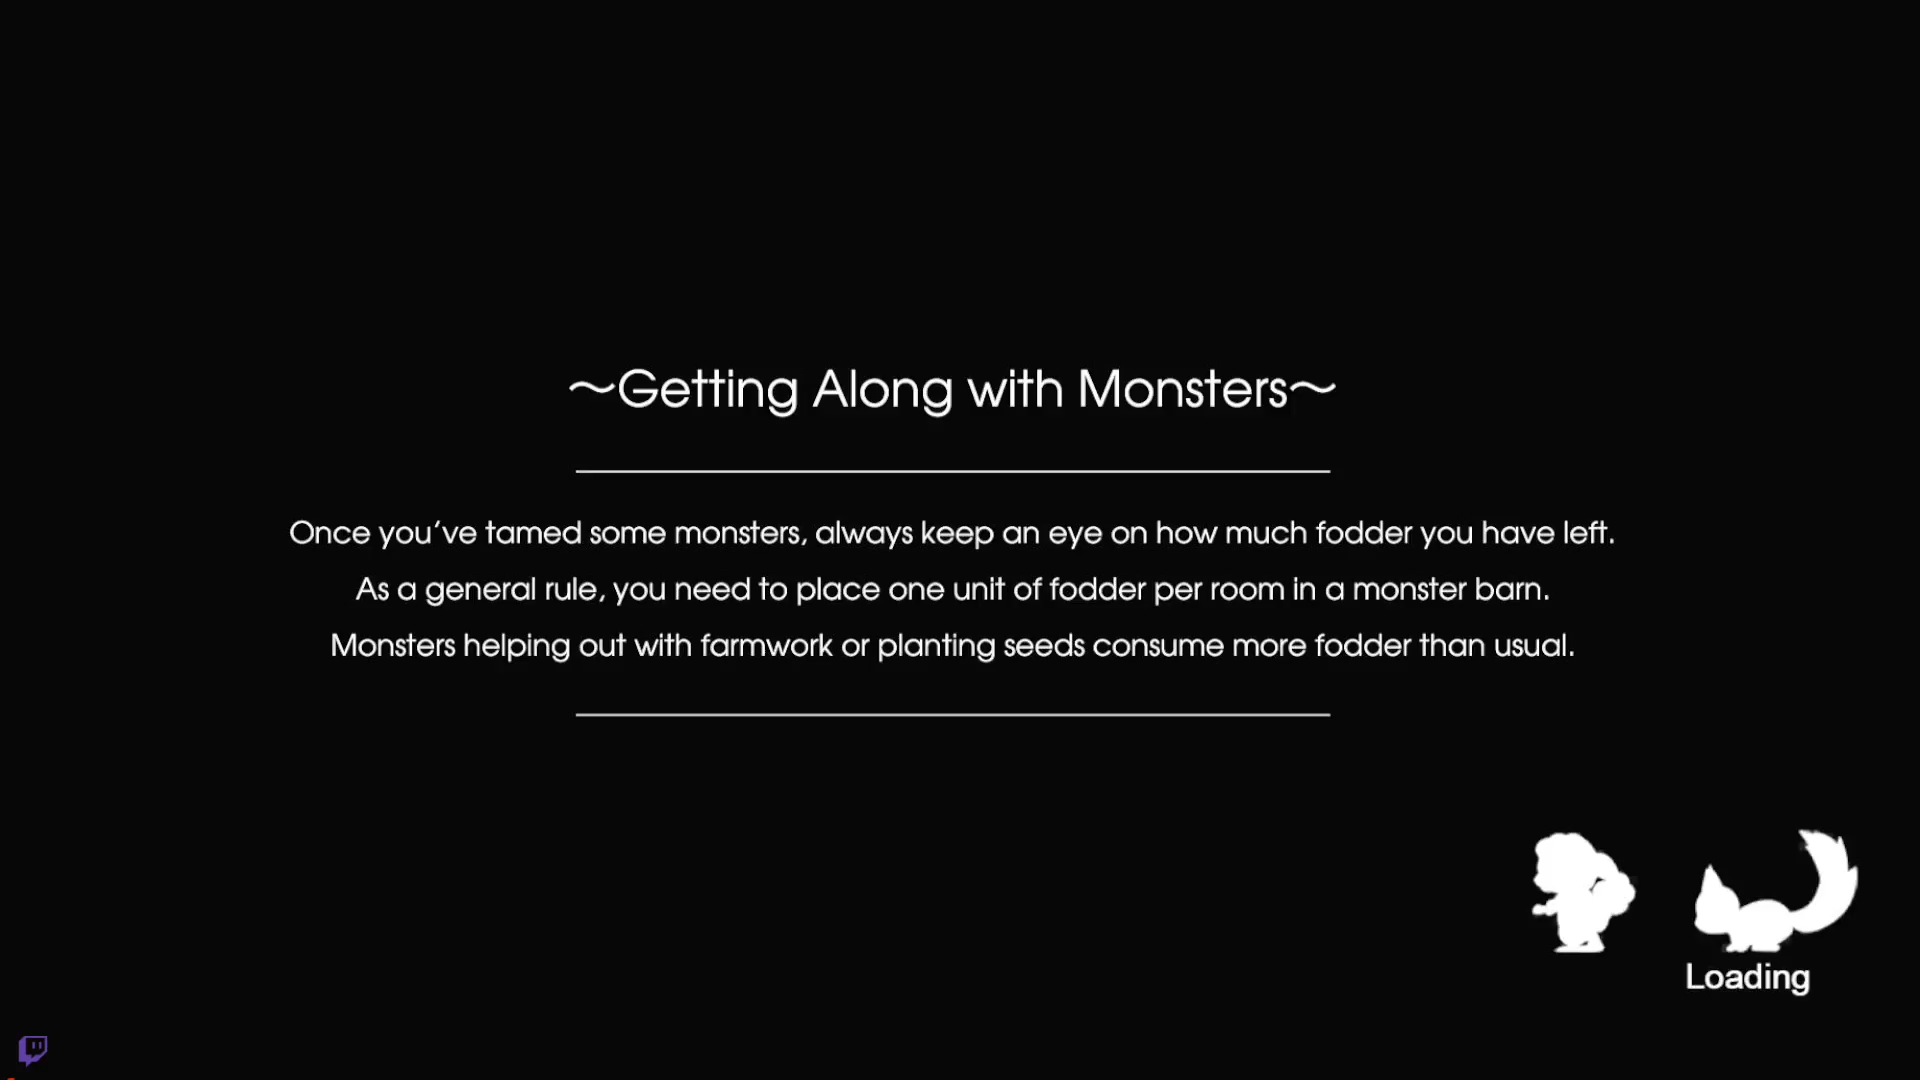 ～Getting Along with Monsters～
Once you’ve tamed some monsters, always keep an eye on how much fodder you have left.
As a general rule, you need to place one unit of fodder per room in a monster barn.
Monsters helping out with farmwork or planting seeds consume more fodder than usual.
Loading